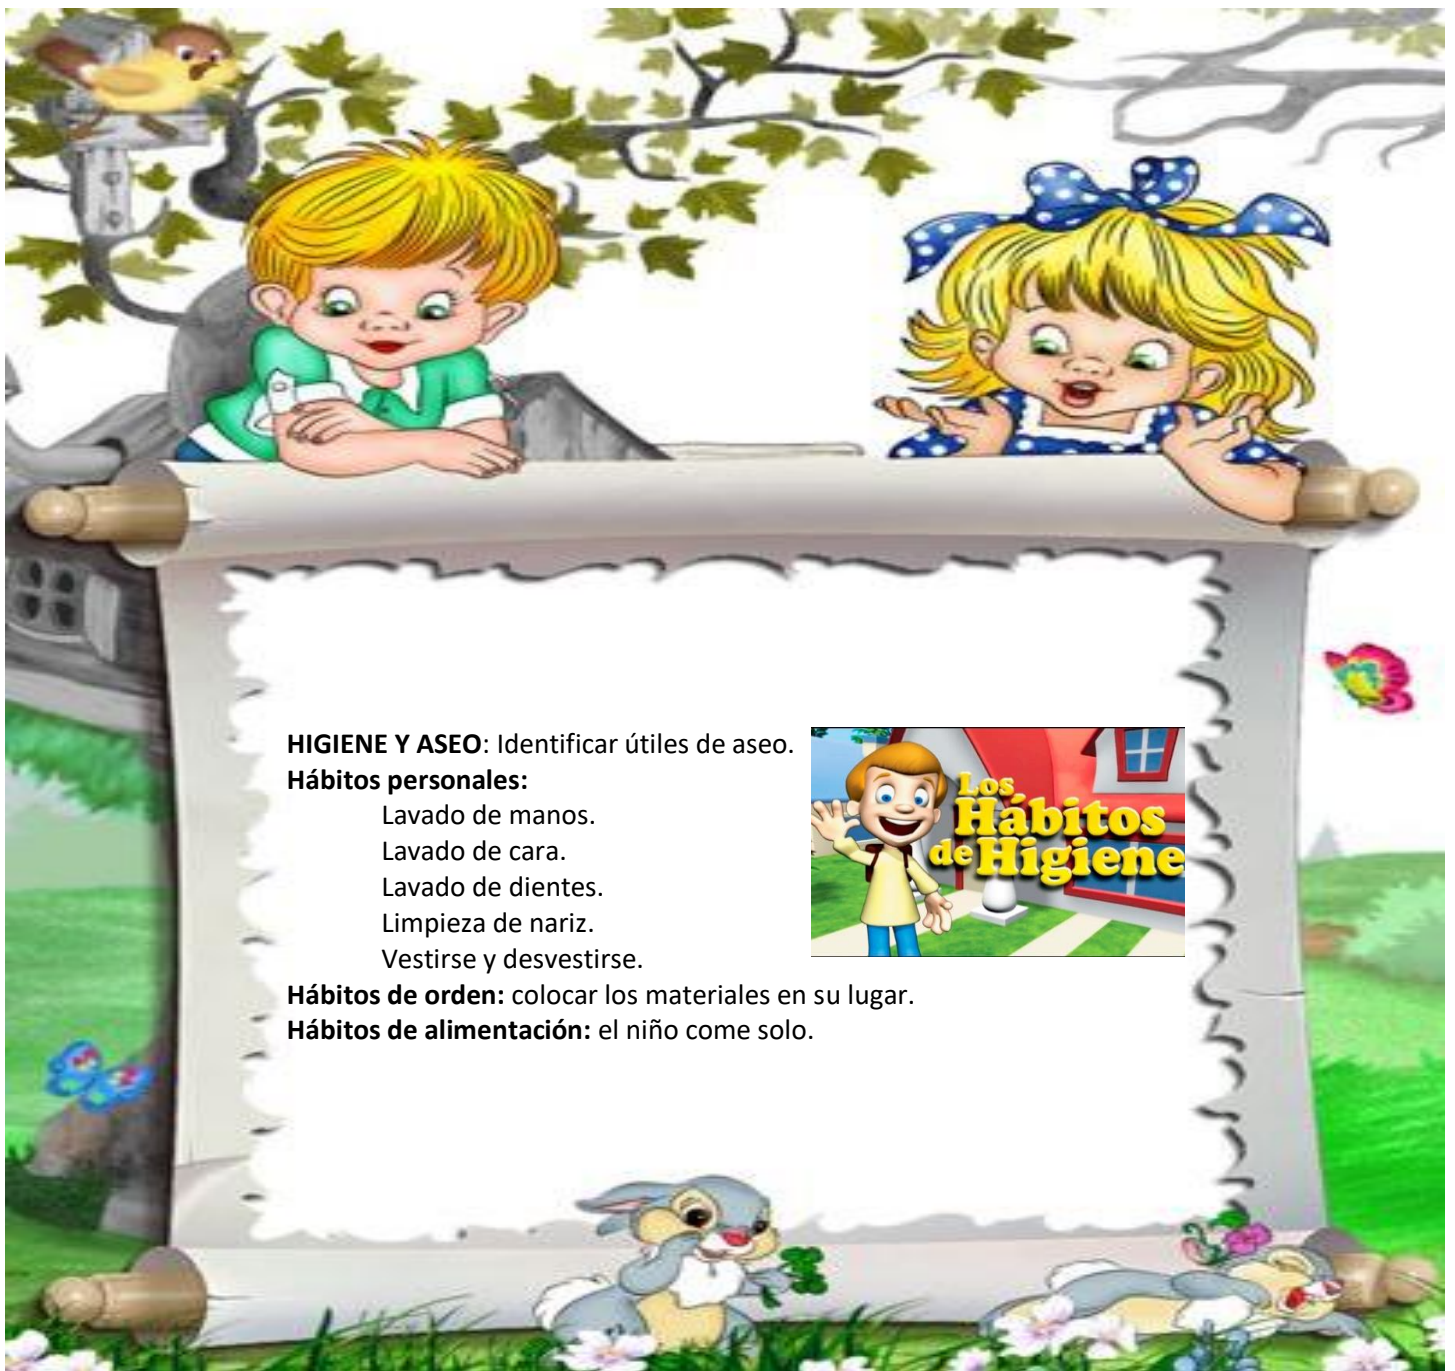 HIGIENE Y ASEO: Identificar útiles de aseo.
Hábitos personales:
Lavado de manos.
Lavado de cara.
Lavado de dientes.
Limpieza de nariz.
Vestirse y desvestirse.
Hábitos de orden: colocar los materiales en su lugar.
Hábitos de alimentación: el niño come solo.
Los
Hábitos
de Higiene